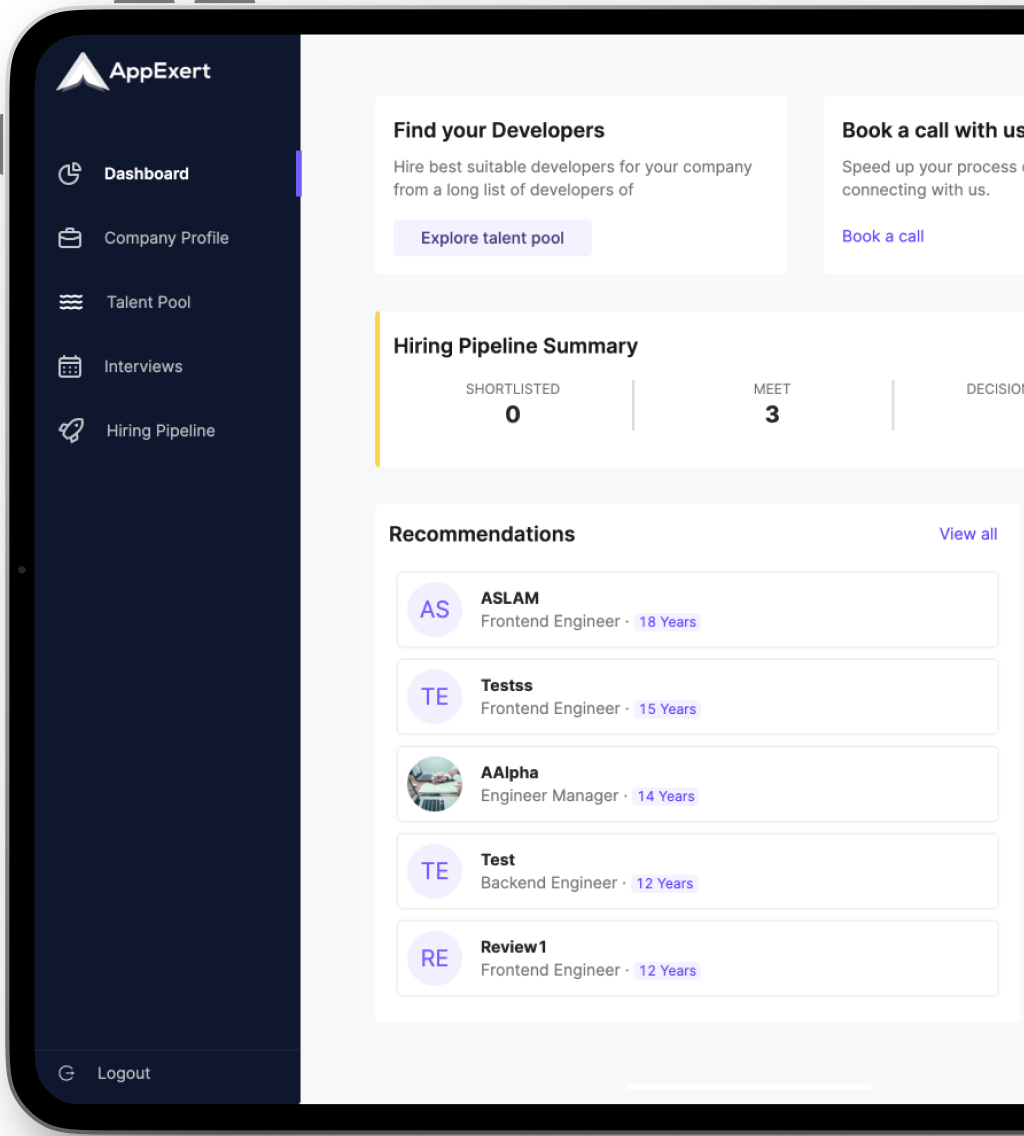 AppExert
Dashboard
Company Profile
Talent Pool
Interviews
Hiring Pipeline
Logout
Find your Developers
Hire best suitable developers for your company
from a long list of developers of
Explore talent pool
Book a call with us
Speed up your process
connecting with us.
Book a call
Hiring Pipeline Summary
SHORTLISTED
0
MEET
3
Recommendations
View all
AS
ASLAM
Frontend Engineer · 18 Years
TE
Testss
Frontend Engineer · 15 Years
AAlpha
Engineer Manager · 14 Years
TE
Test
Backend Engineer · 12 Years
RE
Review1
Frontend Engineer · 12 Years